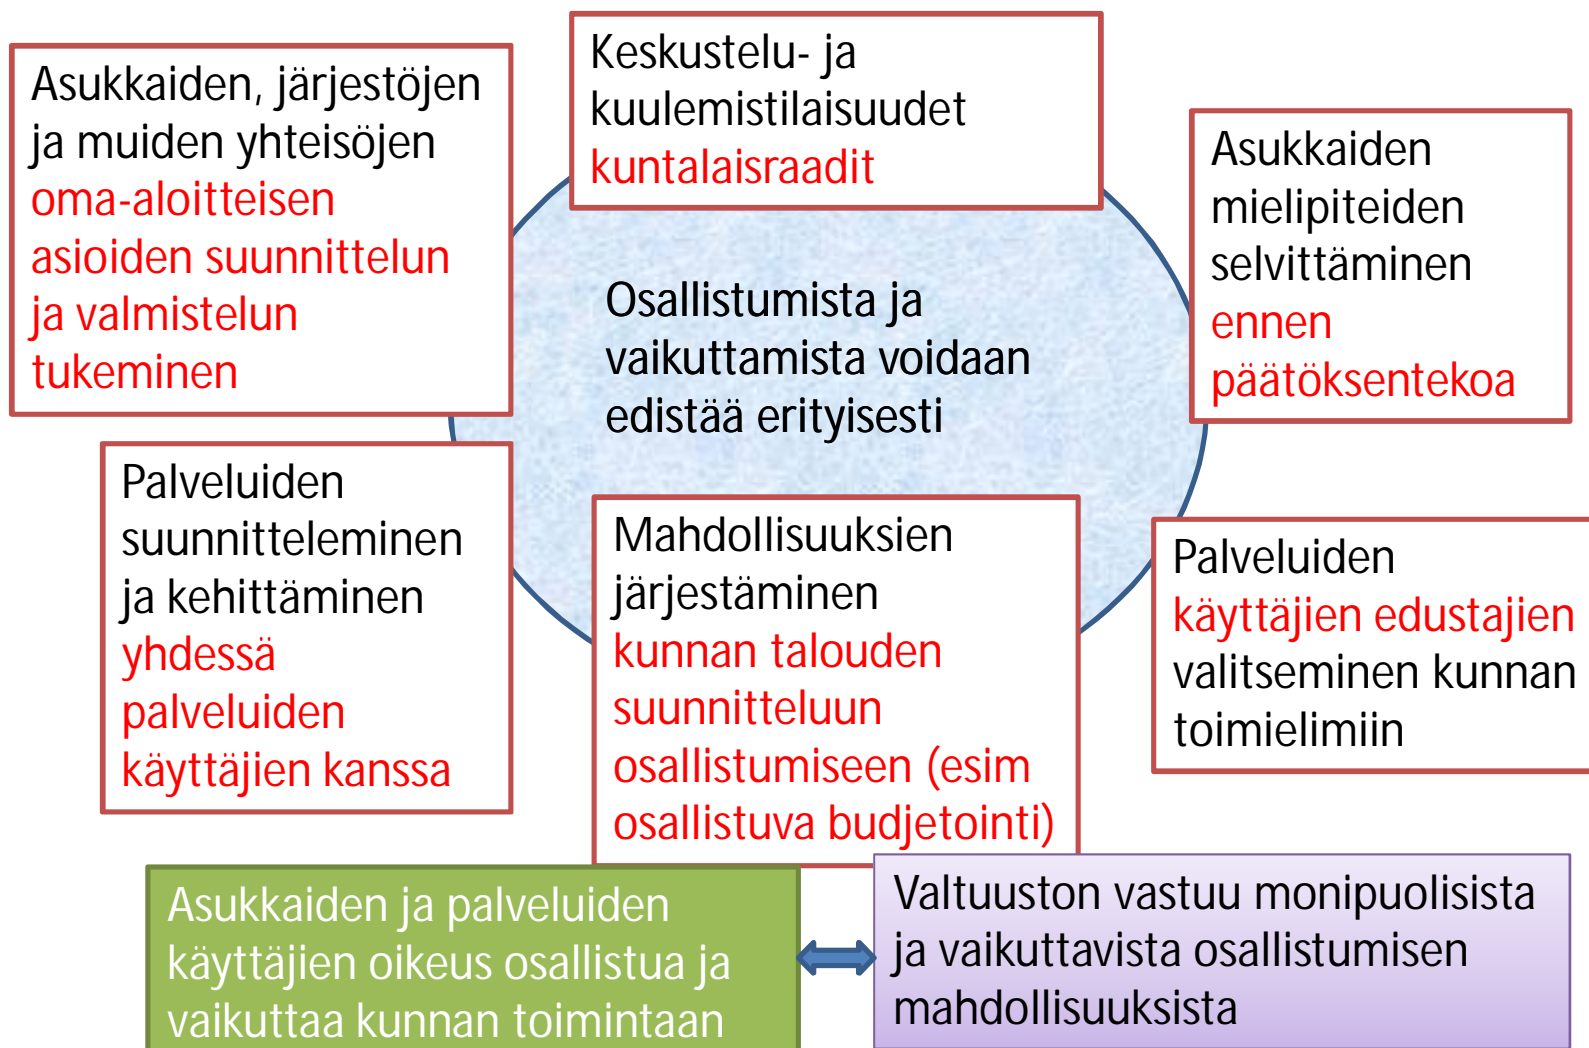 Asukkaiden, järjestöjen
ja muiden yhteisöjen
oma-aloitteisen
asioiden suunnittelun
ja valmistelun
tukeminen
Keskustelu- ja
kuulemistilaisuudet
kuntalaisraadit
Asukkaiden
mielipiteiden
selvittäminen
ennen
päätöksentekoa
Osallistumista ja
vaikuttamista voidaan
edistää erityisesti
Palveluiden
suunnitteleminen
ja kehittäminen
yhdessä
palveluiden
käyttäjien kanssa
Mahdollisuuksien
järjestäminen
kunnan talouden
suunnitteluun
osallistumiseen (esim
osallistuva budjetointi)
Palveluiden
käyttäjien edustajien
valitseminen kunnan
toimielimiin
Asukkaiden ja palveluiden
käyttäjien oikeus osallistua ja
vaikuttaa kunnan toimintaan
Valtuuston vastuu monipuolisista
ja vaikuttavista osallistumisen
mahdollisuuksista